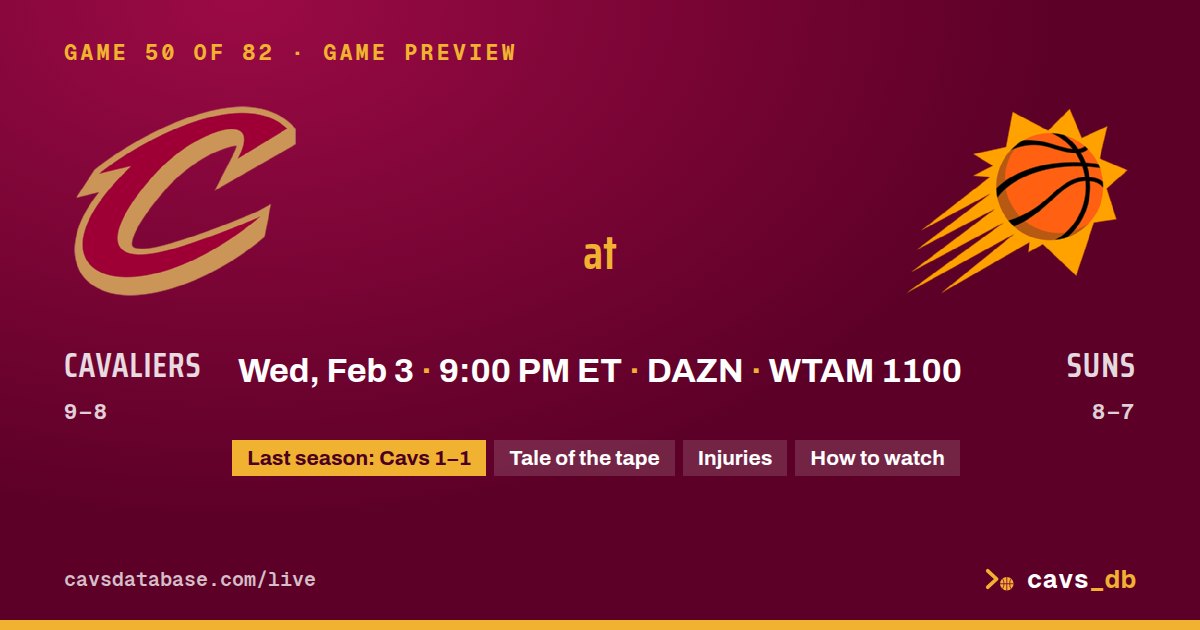 GAME 50 OF 82 · GAME PREVIEW
at
CAVALIERS
9–8
Wed, Feb 3 · 9:00 PM ET · DAZN · WTAM 1100
SUNS
8–7
Last season: Cavs 1–1
Tale of the tape
Injuries
How to watch
cavsdatabase.com/live
cavs_db